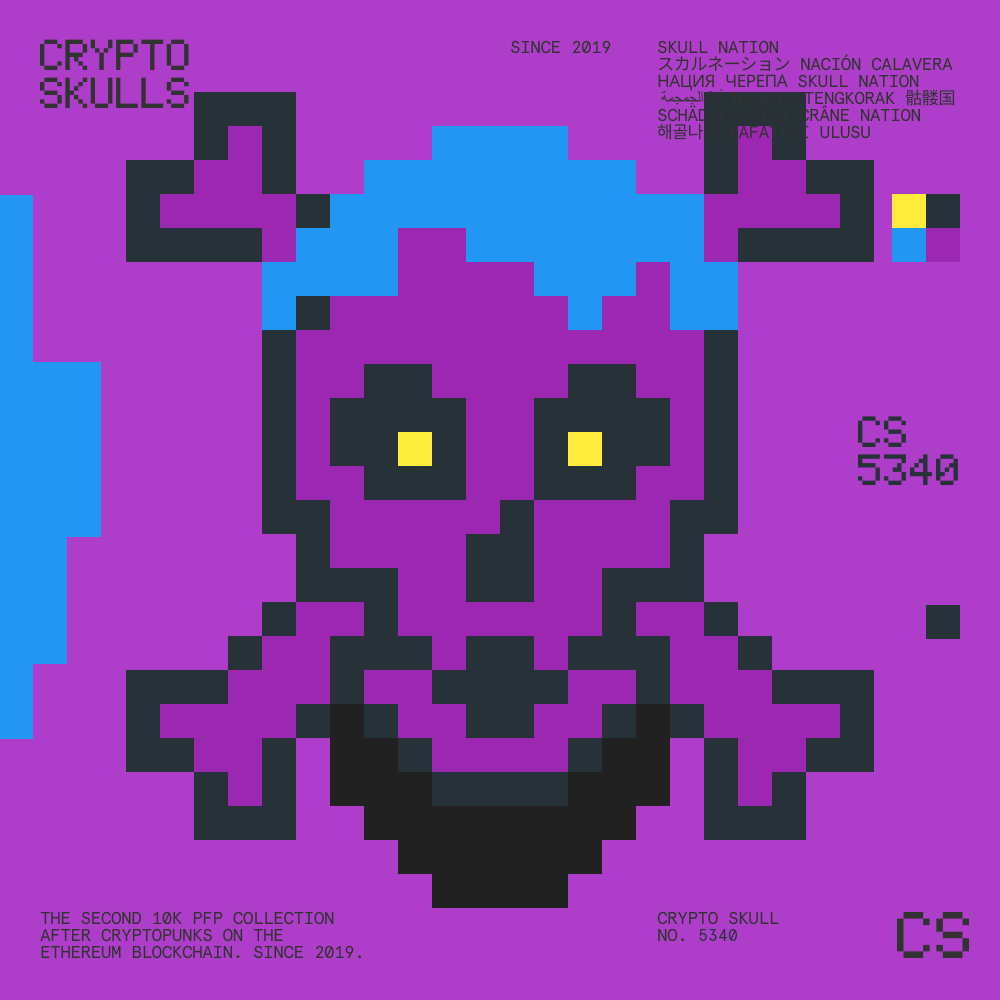 CRYPTO
SKULLS
SINCE 2019
SKULL NATION
スカルネーション NACIÓN CALAVERA
НАЦИЯ ЧЕРЕПА SKULL NATION
الجمجمة TENGKORAK 骷髅国
CRÂNE NATION
해골나 ULUSU
CS
5340
THE SECOND 10K PFP COLLECTION
AFTER CRYPTOPUNKS ON THE
ETHEREUM BLOCKCHAIN. SINCE 2019.
CRYPTO SKULL
NO. 5340
CS